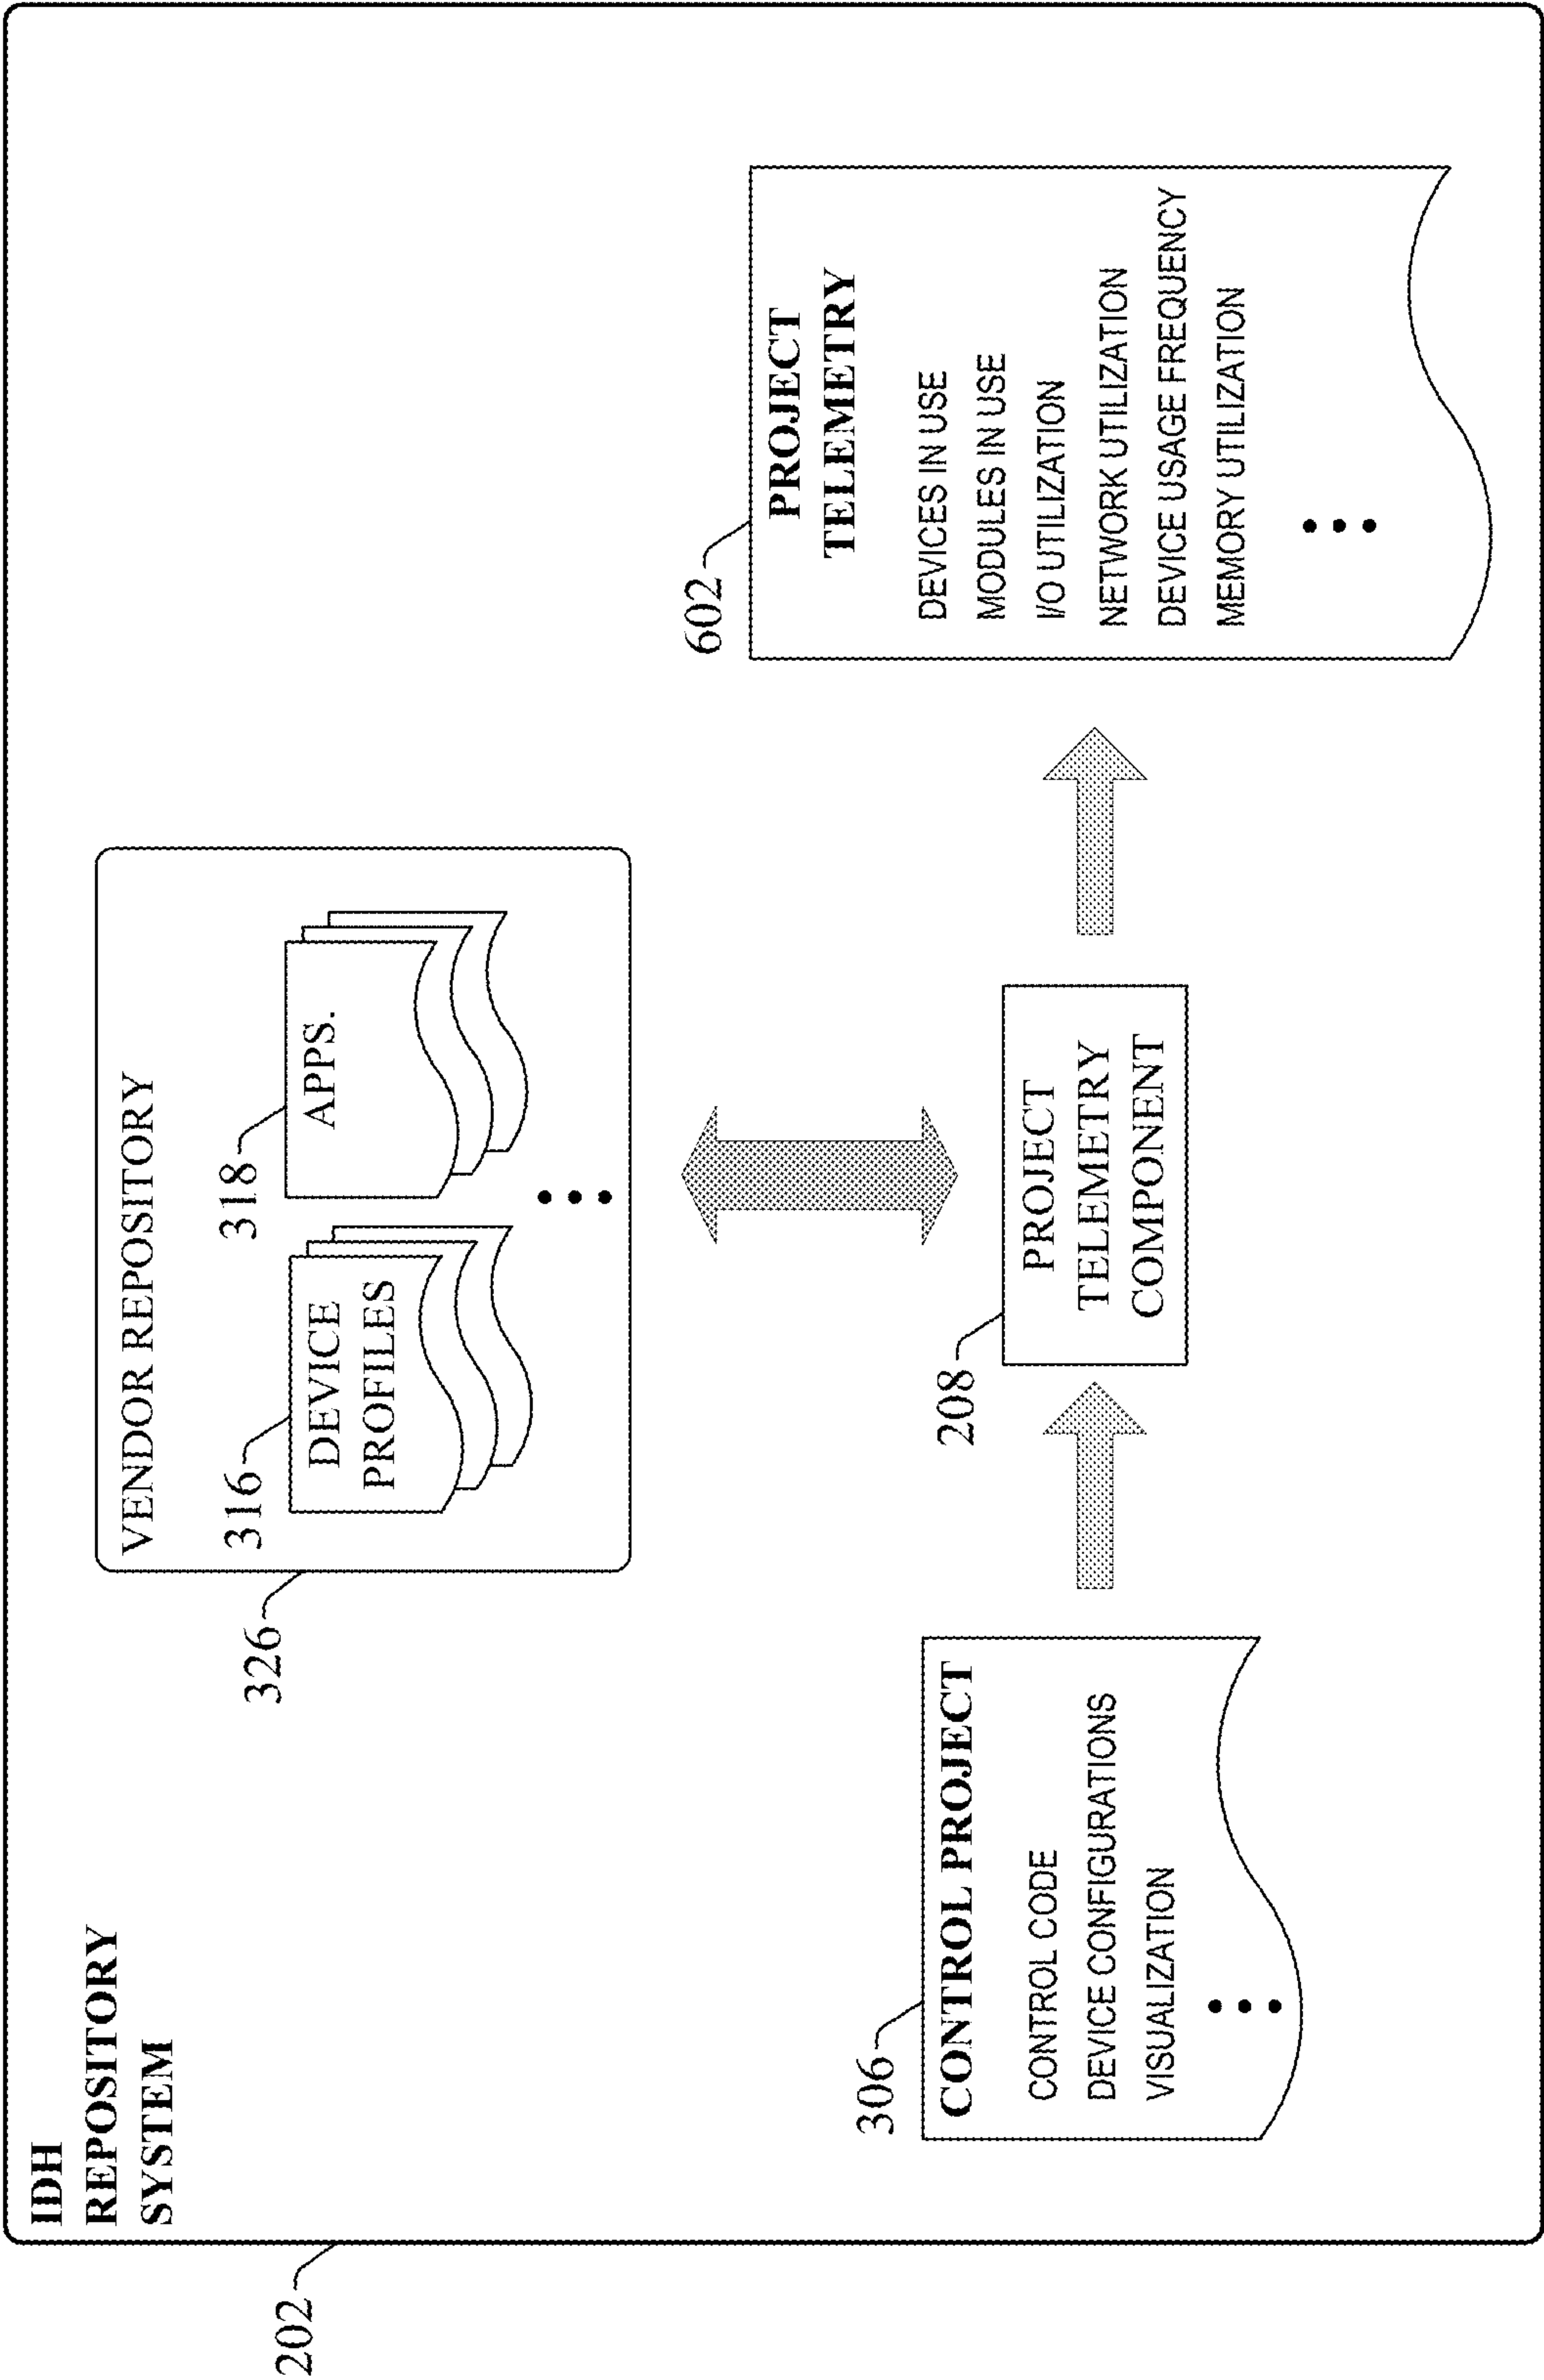 IDH
REPOSITORY
SYSTEM
202
VENDOR REPOSITORY
326
316
DEVICE
PROFILES
318
APPS.
306
CONTROL PROJECT
CONTROL CODE
DEVICE CONFIGURATIONS
VISUALIZATION
208
PROJECT
TELEMETRY
COMPONENT
602
PROJECT
TELEMETRY
DEVICES IN USE
MODULES IN USE
I/O UTILIZATION
NETWORK UTILIZATION
DEVICE USAGE FREQUENCY
MEMORY UTILIZATION